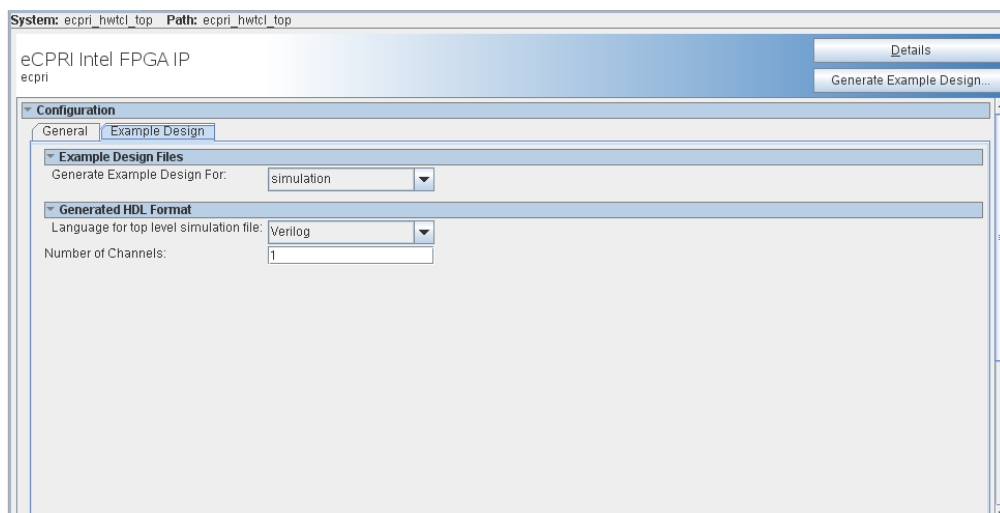 System: ecpri_hwtcl_top Path: ecpri_hwtcl_top
eCPRI Intel FPGA IP
ecpri
Details
Generate Example Design...
Configuration
General Example Design
Example Design Files
Generate Example Design For: simulation
Generated HDL Format
Language for top level simulation file: Verilog
Number of Channels: 1